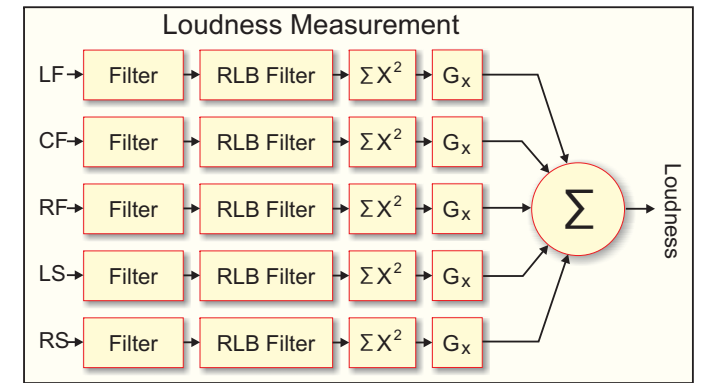 Loudness Measurement
LF Filter RLB Filter ΣX² Gₓ
CF Filter RLB Filter ΣX² Gₓ
RF Filter RLB Filter ΣX² Gₓ
LS Filter RLB Filter ΣX² Gₓ
RS Filter RLB Filter ΣX² Gₓ
Σ
Loudness